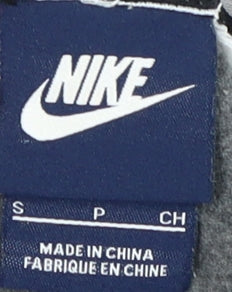 NIKE
S P CH
MADE IN CHINA
FABRIQUE EN CHINE